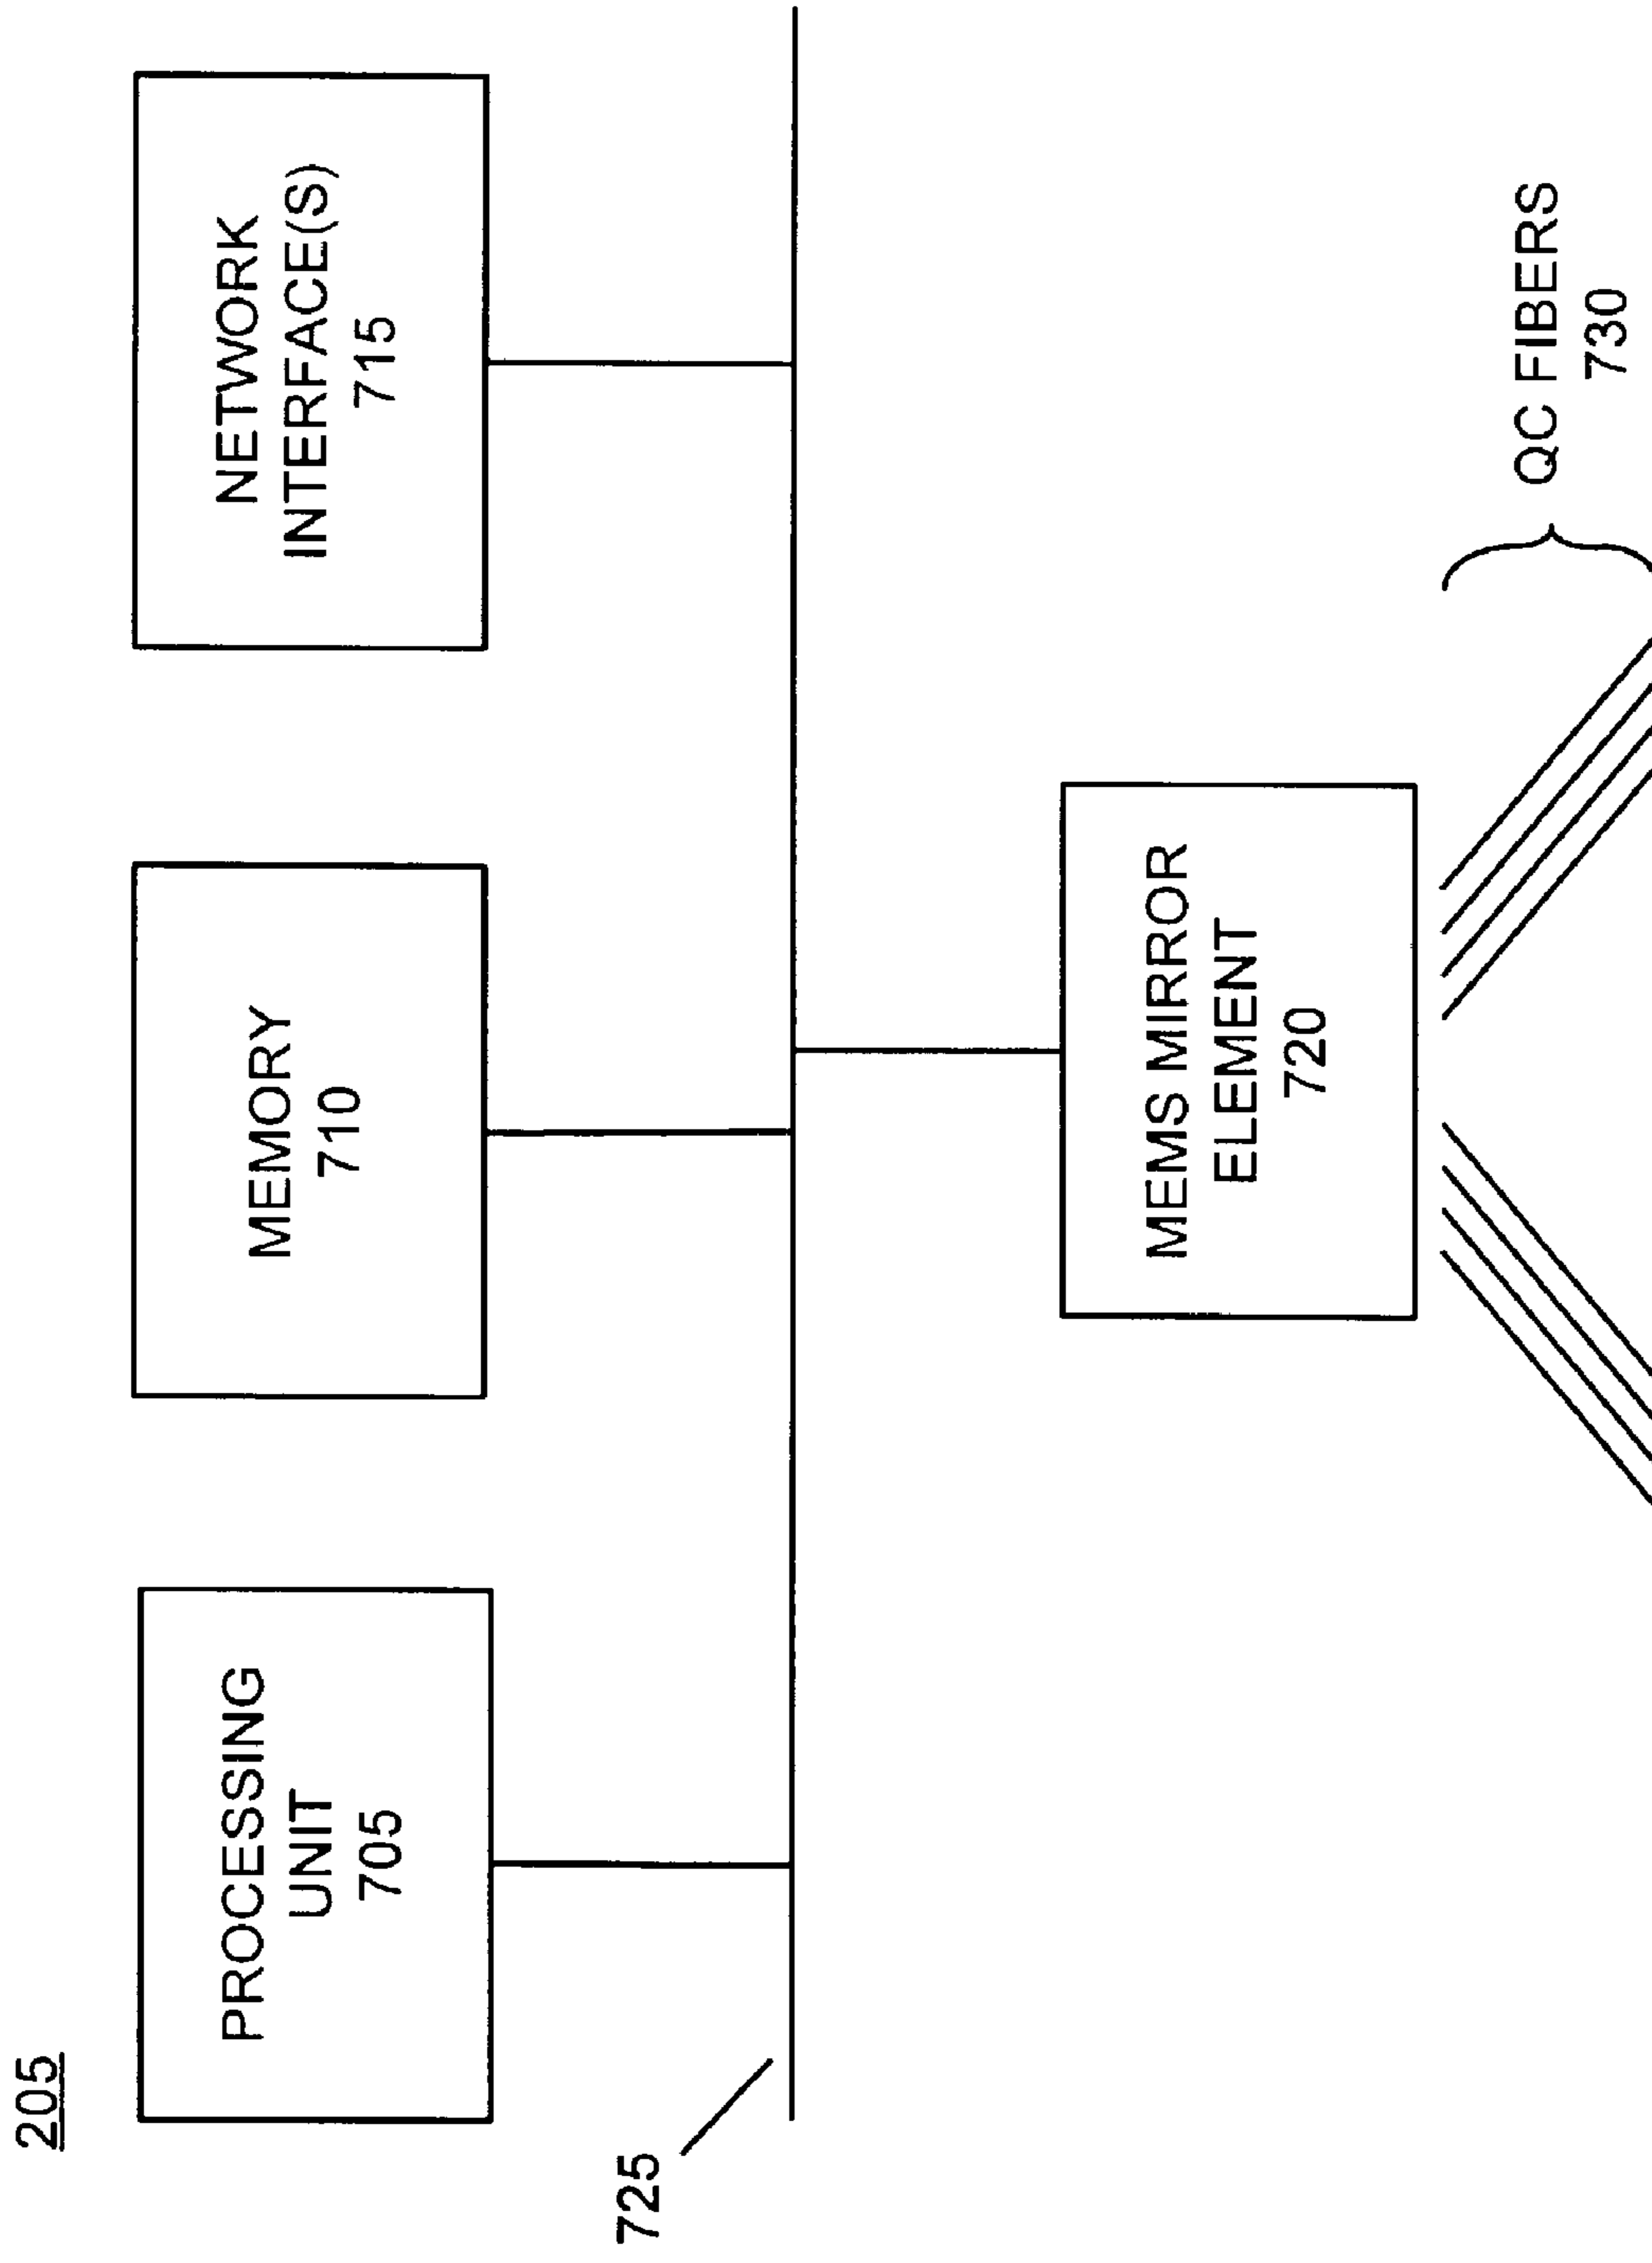 205
PROCESSING
UNIT
705
MEMORY
710
NETWORK
INTERFACE(S)
715
725
MEMS MIRROR
ELEMENT
720
QC FIBERS
730